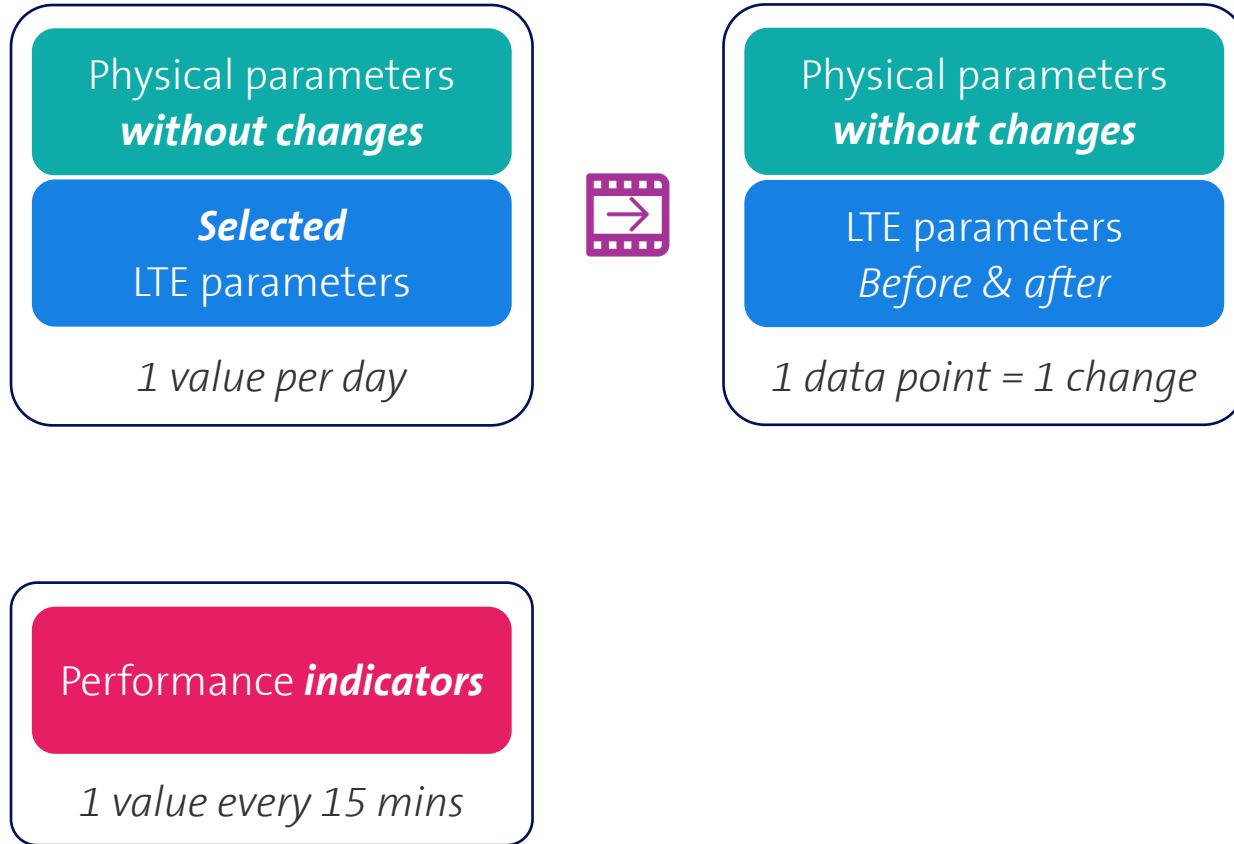 Physical parameters
without changes
Selected
LTE parameters
1 value per day
Physical parameters
without changes
LTE parameters
Before & after
1 data point = 1 change
Performance indicators
1 value every 15 mins